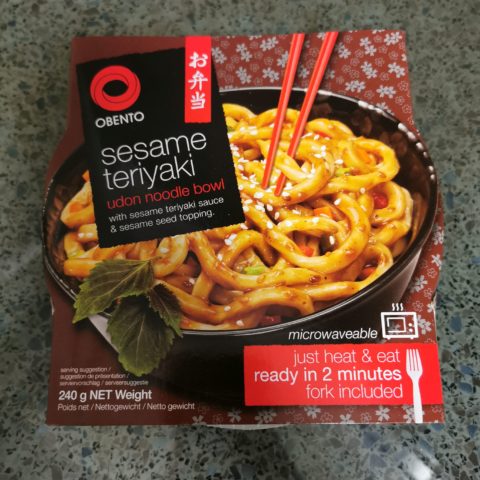 お弁当
OBENTO
sesame
teriyaki
udon noodle bowl
with sesame teriyaki sauce
& sesame seed topping.
microwaveable
just heat & eat
ready in 2 minutes
fork included
serving suggestion /
suggestion de présentation /
serviervorschlag / serveersuggestie
240 g NET Weight
Poids net / Nettogewicht / Netto gewicht